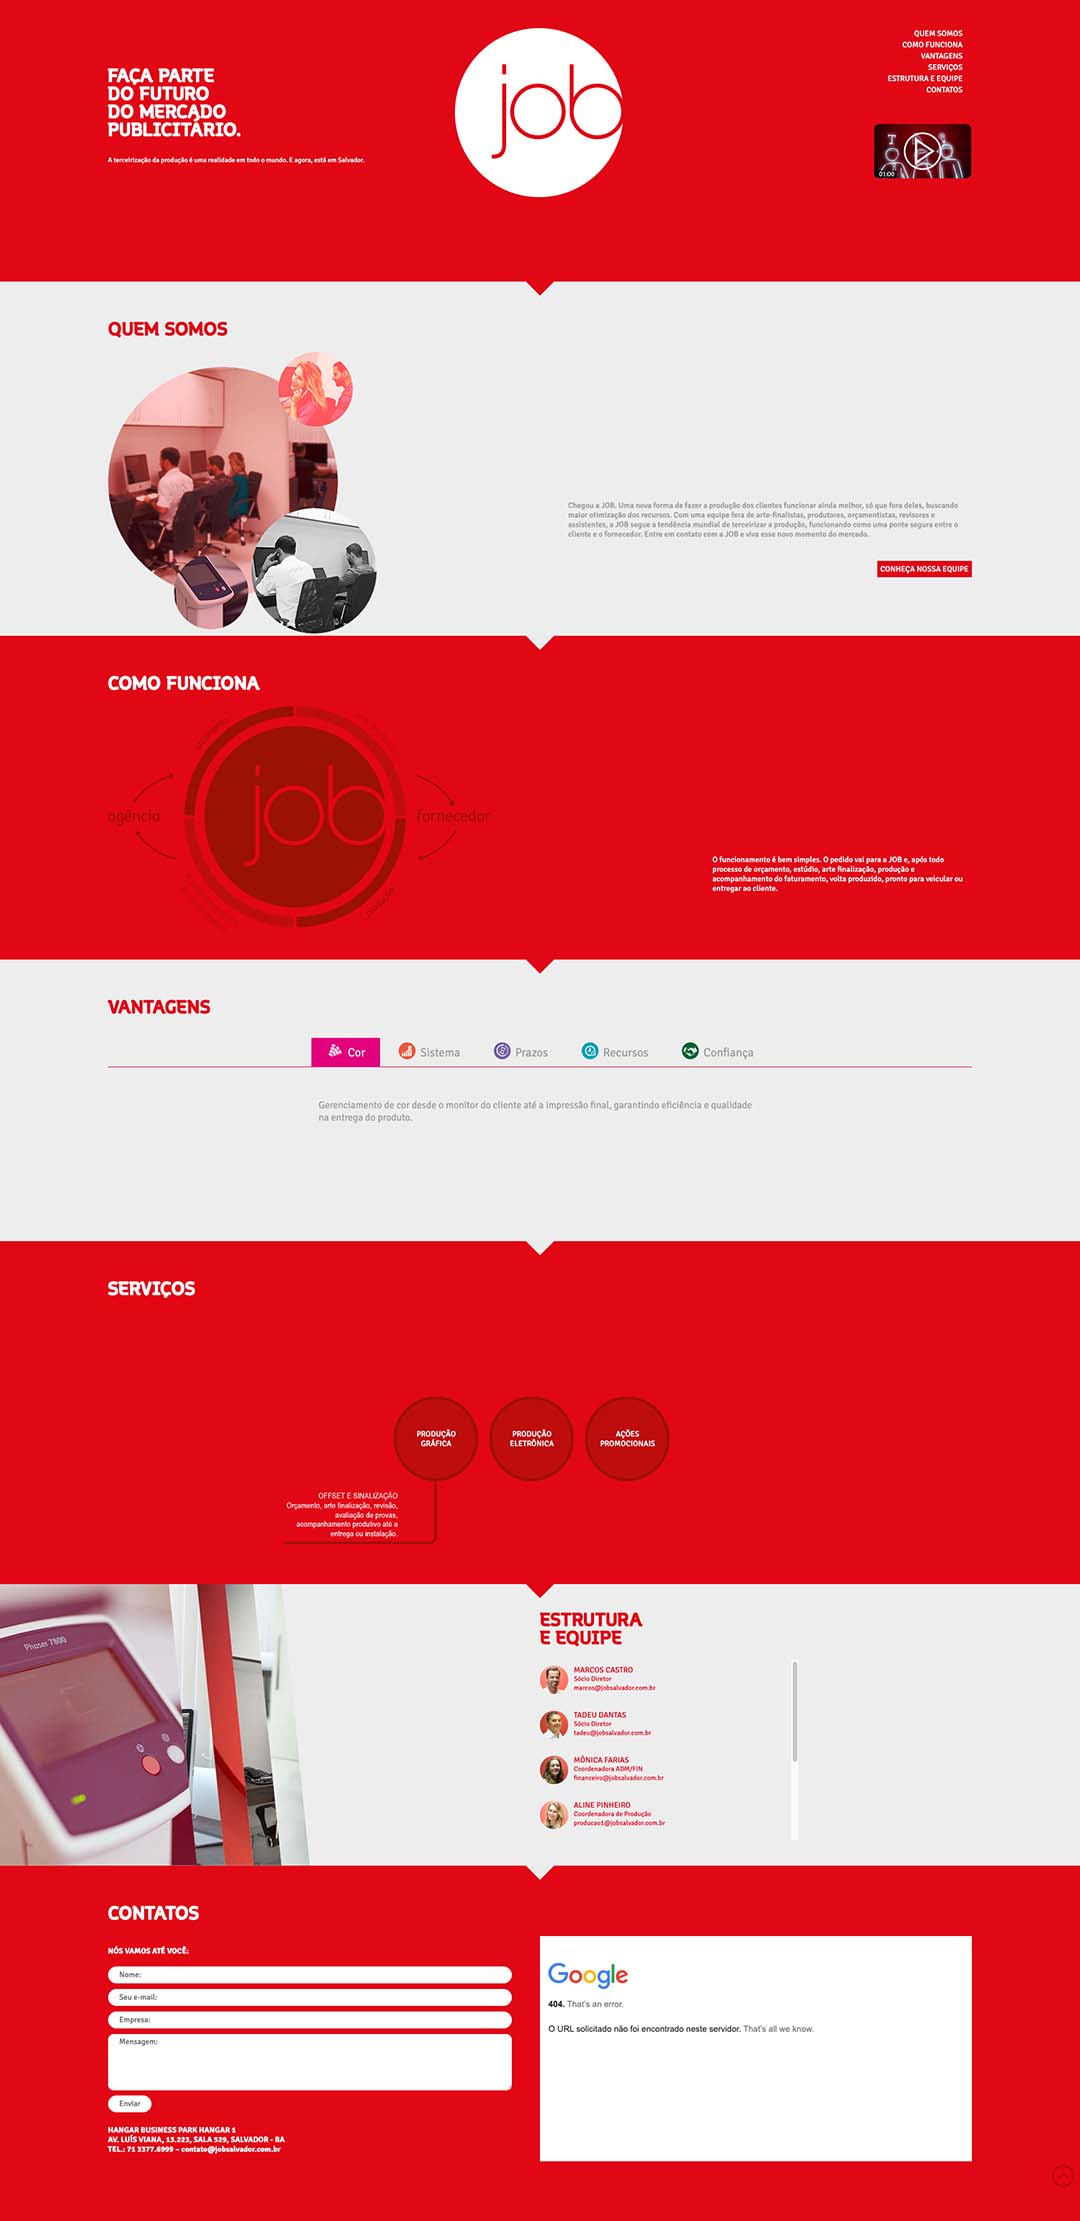 FAÇA PARTE
DO FUTURO
DO MERCADO
PUBLICITÁRIO.
A terceirização da produção é uma realidade em todo o mundo. E agora, está em Salvador.
job
QUEM SOMOS
COMO FUNCIONA
VANTAGENS
SERVIÇOS
ESTRUTURA E EQUIPE
CONTATOS
01:00
QUEM SOMOS
Chegou a JOB. Uma nova forma de fazer a produção dos clientes funcionar ainda melhor, só que fora deles, buscando
maior otimização dos recursos. Com uma equipe fera de arte-finalistas, produtores, orçamentistas, revisores e
assistentes, a JOB segue a tendência mundial de terceirizar a produção, funcionando como uma ponte segura entre o
cliente e o fornecedor. Entre em contato com a JOB e viva esse novo momento do mercado.
CONHEÇA NOSSA EQUIPE
COMO FUNCIONA
agência
job
fornecedor
produção
O funcionamento é bem simples. O pedido vai para a JOB e, após todo
processo de orçamento, estúdio, arte finalização, produção e
acompanhamento do faturamento, volta produzido, pronto para veicular ou
entregar ao cliente.
VANTAGENS
Cor
Sistema
Prazos
Recursos
Confiança
Gerenciamento de cor desde o monitor do cliente até a impressão final, garantindo eficiência e qualidade
na entrega do produto.
SERVIÇOS
PRODUÇÃO
GRÁFICA
PRODUÇÃO
ELETRÔNICA
AÇÕES
PROMOCIONAIS
OFFSET E SINALIZAÇÃO
Orçamento, arte finalização, revisão,
avaliação de provas,
acompanhamento produtivo até a
entrega ou instalação.
Phaser 7800
ESTRUTURA
E EQUIPE
MARCOS CASTRO
Sócio Diretor
marcos@jobsalvador.com.br
TADEU DANTAS
Sócio Diretor
tadeu@jobsalvador.com.br
MÔNICA FARIAS
Coordenadora ADM/FIN
financeiro@jobsalvador.com.br
ALINE PINHEIRO
Coordenadora de Produção
producao1@jobsalvador.com.br
CONTATOS
NÓS VAMOS ATÉ VOCÊ:
Nome:
Seu e-mail:
Empresa:
Mensagem:
Enviar
HANGAR BUSINESS PARK HANGAR 1
AV. LUÍS VIANA, 13.223, SALA 529, SALVADOR - BA
TEL.: 71 3377.6999 – contato@jobsalvador.com.br
Google
404. That's an error.
O URL solicitado não foi encontrado neste servidor. That's all we know.